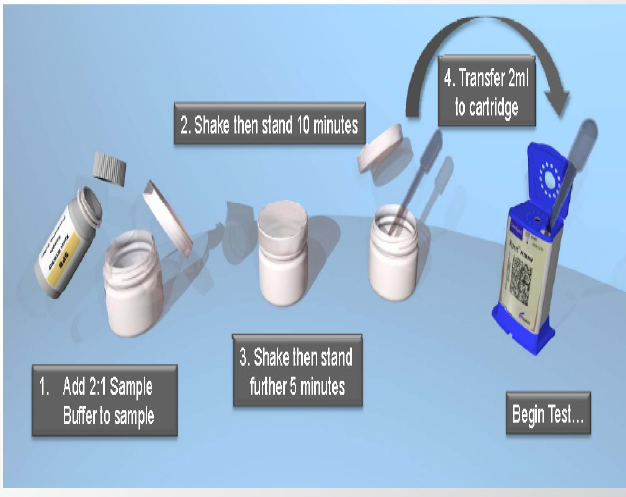 1. Add 2:1 Sample
Buffer to sample
2. Shake then stand 10 minutes
3. Shake then stand
further 5 minutes
4. Transfer 2ml
to cartridge
Begin Test…